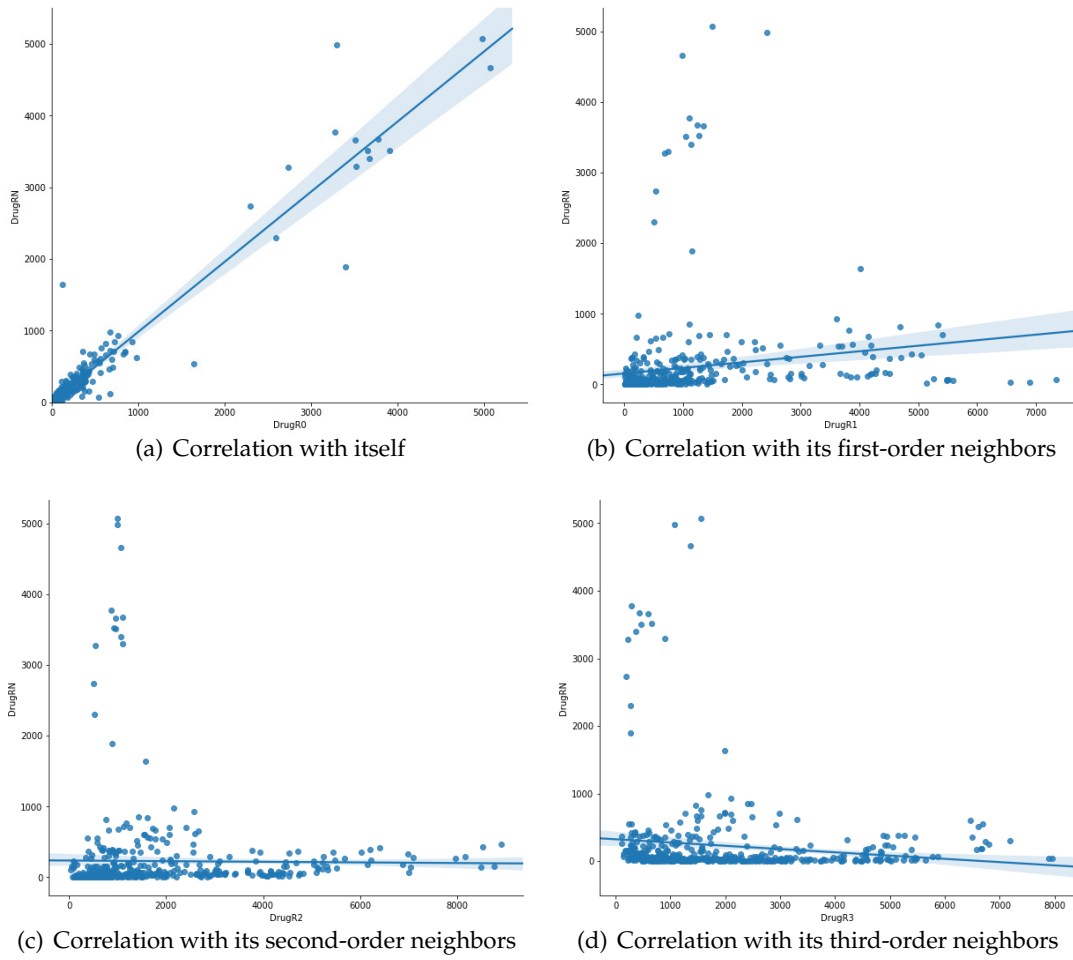 5000
4000
3000
2000
1000
0
DrugRN
0 1000 2000 3000 4000 5000
DrugR0
(a) Correlation with itself
5000
4000
3000
2000
1000
0
DrugRN
0 1000 2000 3000 4000 5000 6000 7000
DrugR1
(b) Correlation with its first-order neighbors
5000
4000
3000
2000
1000
0
DrugRN
0 2000 4000 6000 8000
DrugR2
(c) Correlation with its second-order neighbors
5000
4000
3000
2000
1000
0
DrugRN
0 1000 2000 3000 4000 5000 6000 7000 8000
DrugR3
(d) Correlation with its third-order neighbors